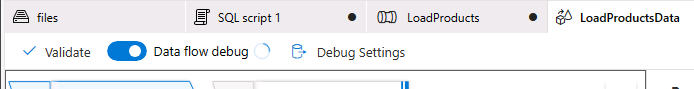 files
SQL script 1
LoadProducts
LoadProductsData
Validate
Data flow debug
Debug Settings